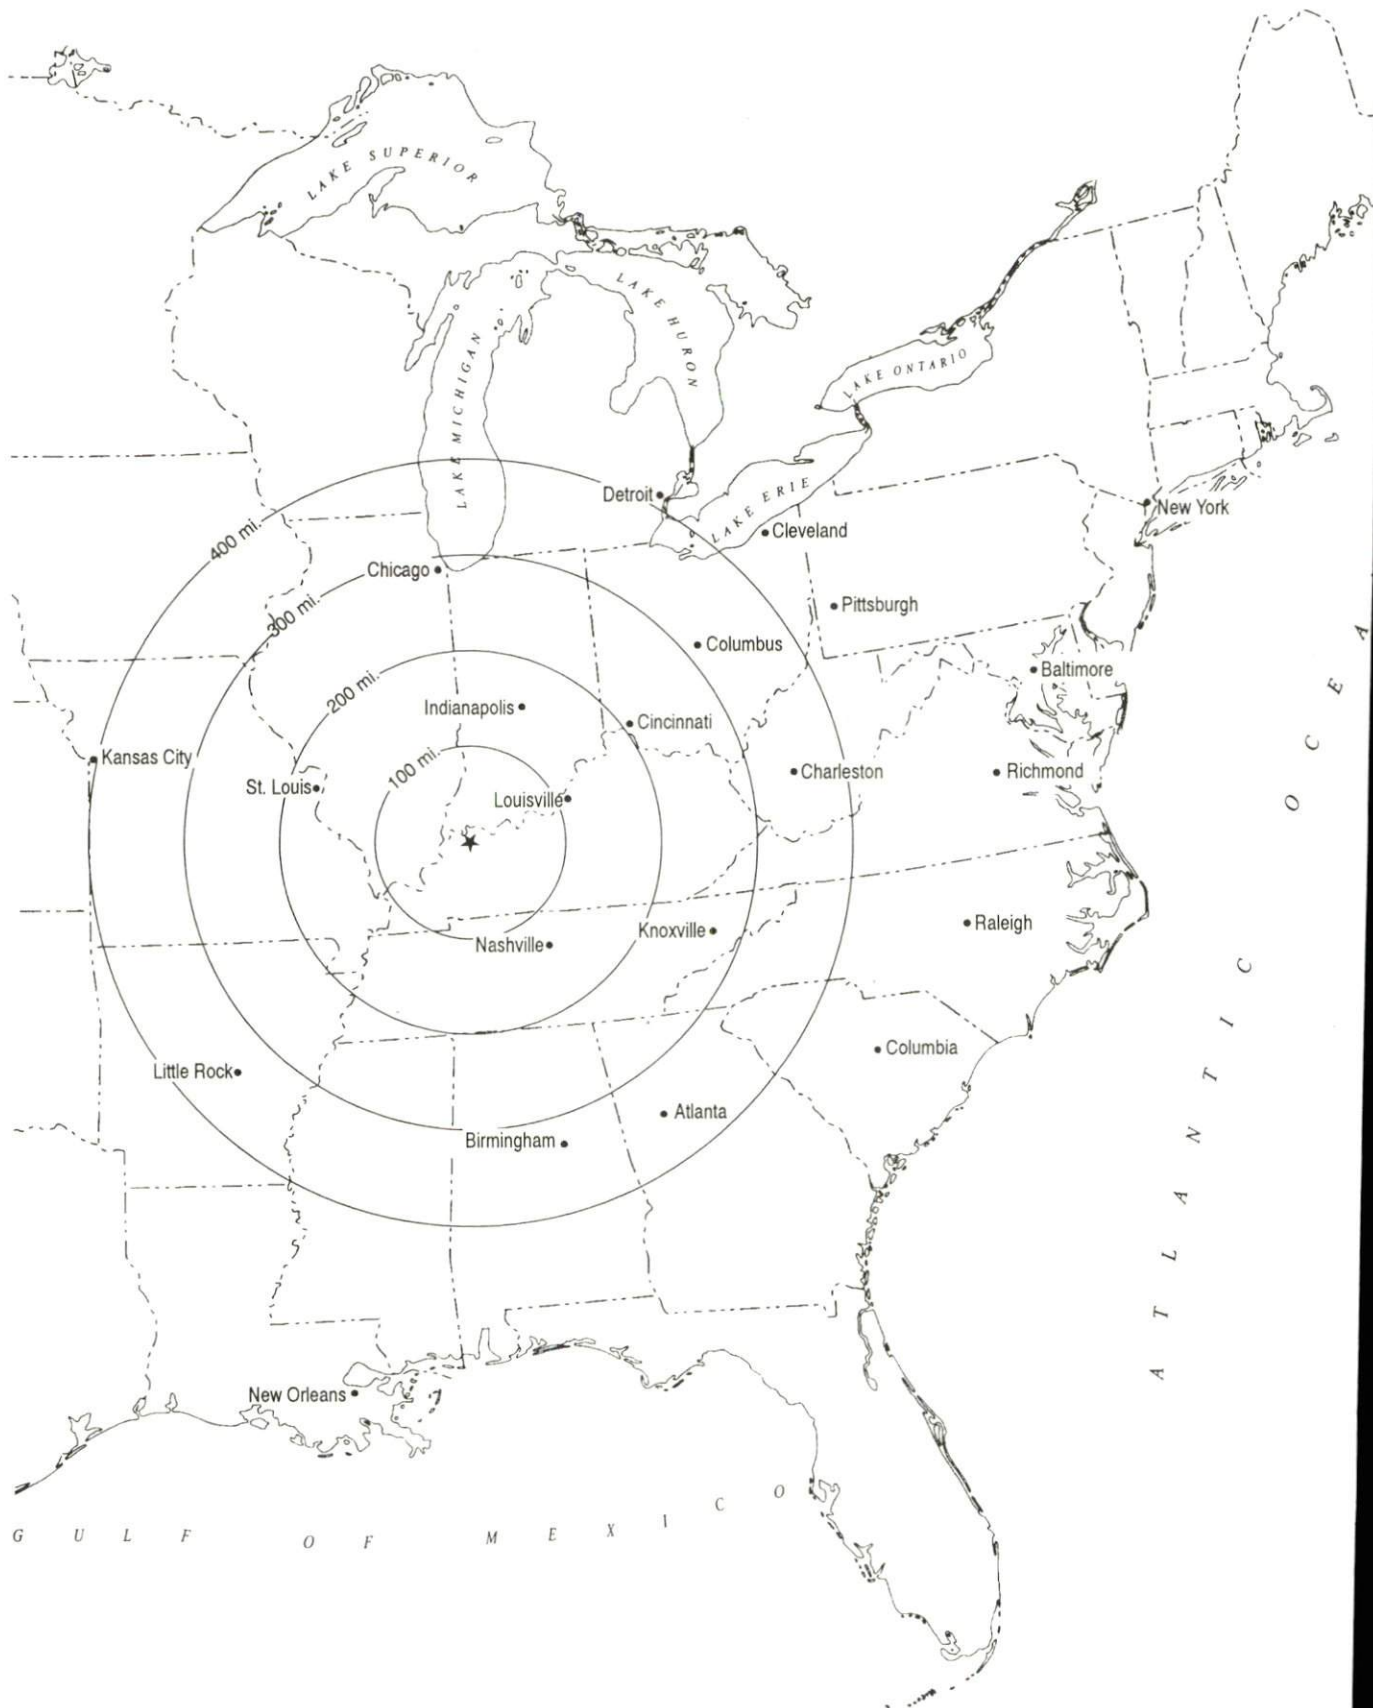 LAKE SUPERIOR
LAKE HURON
LAKE MICHIGAN
LAKE ONTARIO
LAKE ERIE
Detroit
New York
Cleveland
400 mi.
Chicago
300 mi.
Pittsburgh
Columbus
Baltimore
200 mi.
Indianapolis
Cincinnati
Kansas City
100 mi.
Charleston
Richmond
St. Louis
Louisville
Raleigh
Knoxville
Nashville
Columbia
Little Rock
Atlanta
Birmingham
New Orleans
ATLANTIC OCEA
GULF OF MEXICO